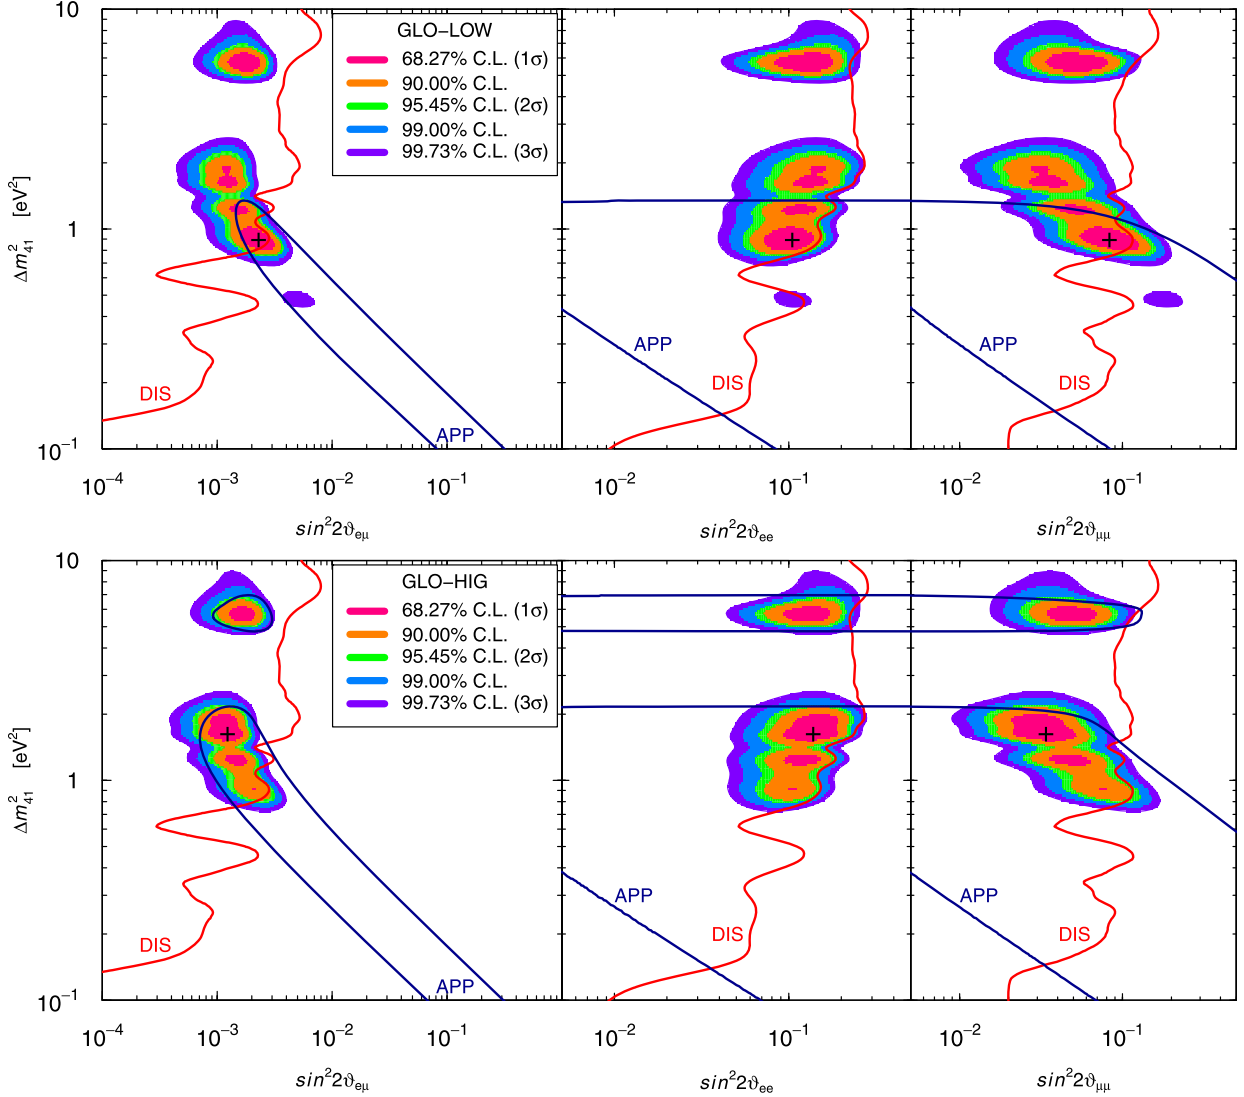 10
1
10⁻¹
Δm²₄₁ [eV²]
GLO−LOW
68.27% C.L. (1σ)
90.00% C.L.
95.45% C.L. (2σ)
99.00% C.L.
99.73% C.L. (3σ)
DIS
APP
APP
DIS
APP
DIS
10⁻⁴
10⁻³
10⁻²
10⁻¹
10⁻²
10⁻¹
10⁻²
10⁻¹
sin²2ϑₑμ
sin²2ϑₑₑ
sin²2ϑμμ
10
1
10⁻¹
Δm²₄₁ [eV²]
GLO−HIG
68.27% C.L. (1σ)
90.00% C.L.
95.45% C.L. (2σ)
99.00% C.L.
99.73% C.L. (3σ)
DIS
APP
APP
DIS
APP
DIS
10⁻⁴
10⁻³
10⁻²
10⁻¹
10⁻²
10⁻¹
10⁻²
10⁻¹
sin²2ϑₑμ
sin²2ϑₑₑ
sin²2ϑμμ